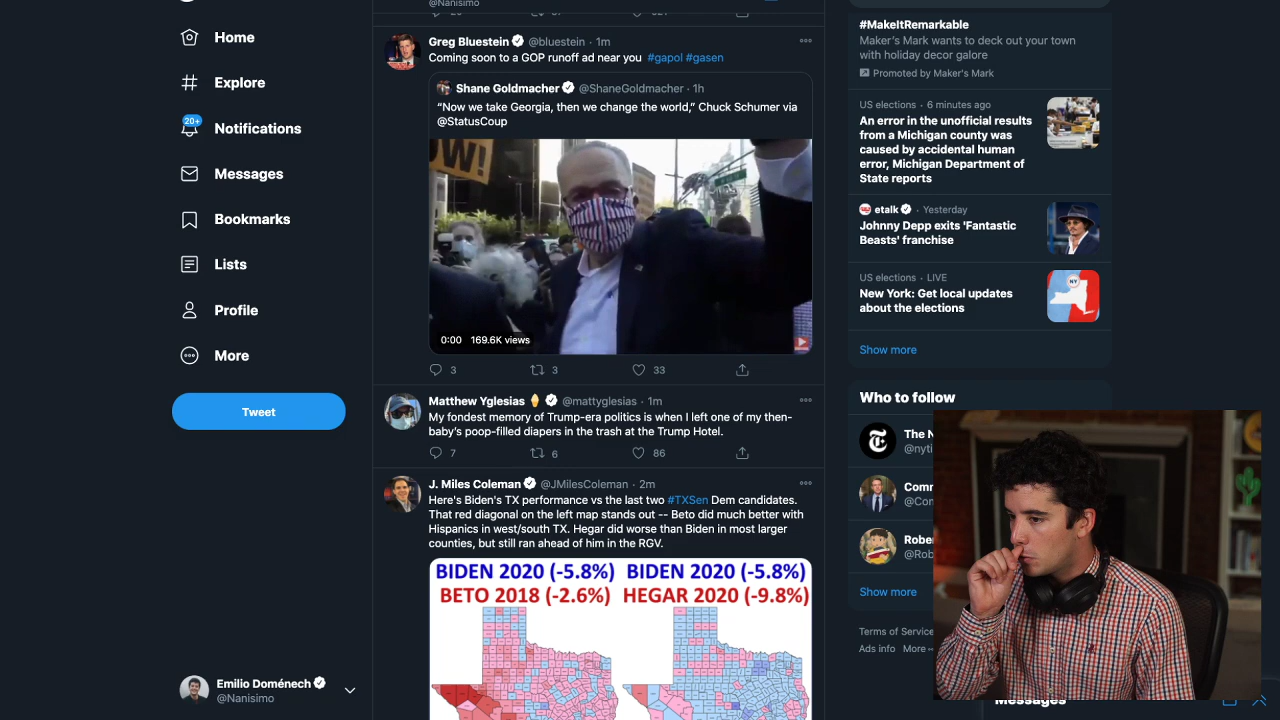 @Nanisimo
Home
Explore
20+
Notifications
Messages
Bookmarks
Lists
Profile
More
Tweet
Emilio Doménech
@Nanisimo
Greg Bluestein @bluestein · 1m
Coming soon to a GOP runoff ad near you #gapol #gasen
Shane Goldmacher @ShaneGoldmacher · 1h
“Now we take Georgia, then we change the world,” Chuck Schumer via
@StatusCoup
OW!
0:00 169.6K views
3 3 33
Matthew Yglesias @mattyglesias · 1m
My fondest memory of Trump-era politics is when I left one of my then-
baby's poop-filled diapers in the trash at the Trump Hotel.
7 6 86
J. Miles Coleman @JMilesColeman · 2m
Here's Biden's TX performance vs the last two #TXSen Dem candidates.
That red diagonal on the left map stands out -- Beto did much better with
Hispanics in west/south TX. Hegar did worse than Biden in most larger
counties, but still ran ahead of him in the RGV.
BIDEN 2020 (-5.8%) BIDEN 2020 (-5.8%)
BETO 2018 (-2.6%) HEGAR 2020 (-9.8%)
#MakeItRemarkable
Maker's Mark wants to deck out your town
with holiday decor galore
Promoted by Maker's Mark
US elections · 6 minutes ago
An error in the unofficial results
from a Michigan county was
caused by accidental human
error, Michigan Department of
State reports
etalk · Yesterday
Johnny Depp exits 'Fantastic
Beasts' franchise
US elections · LIVE
New York: Get local updates
about the elections
NY
Show more
Who to follow
The N
@nyti
Com
@Con
Rober
@Rob
Show more
Terms of Service
Ads info More
Messages